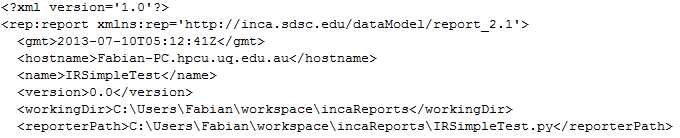 <?xml version='1.0'?>
<rep:report xmlns:rep='http://inca.sdsc.edu/dataModel/report_2.1'>
  <gmt>2013-07-10T05:12:41Z</gmt>
  <hostname>Fabian-PC.hpcu.uq.edu.au</hostname>
  <name>IRSimpleTest</name>
  <version>0.0</version>
  <workingDir>C:\Users\Fabian\workspace\incaReports</workingDir>
  <reporterPath>C:\Users\Fabian\workspace\incaReports\IRSimpleTest.py</reporterPath>